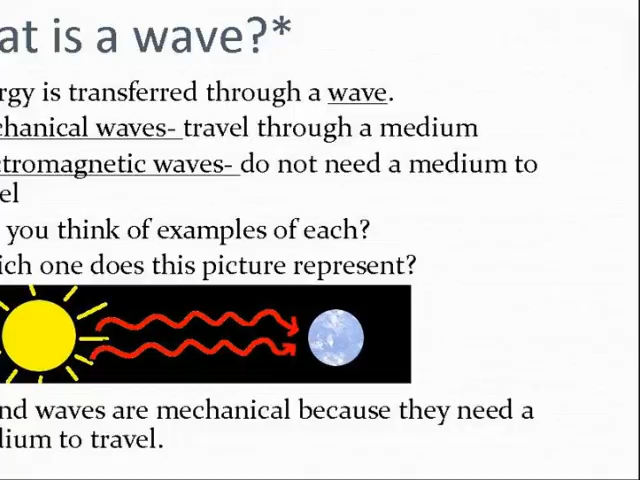 at is a wave?*
rgy is transferred through a wave.
chanical waves- travel through a medium
ctromagnetic waves- do not need a medium to
el
you think of examples of each?
ich one does this picture represent?
nd waves are mechanical because they need a
dium to travel.